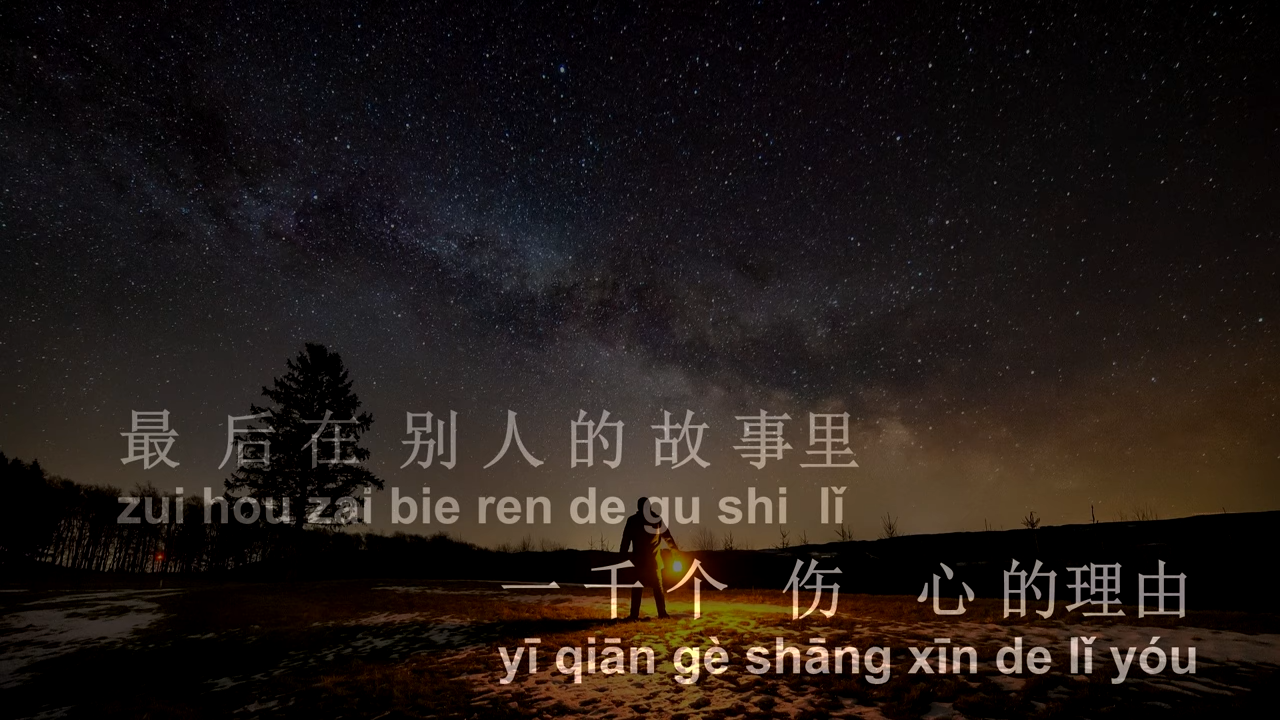 最 后 在 别 人 的 故 事 里
zui hou zai bie ren de gu shi lǐ
一 千 个 伤 心 的 理 由
yī qiān gè shāng xīn de lǐ yóu